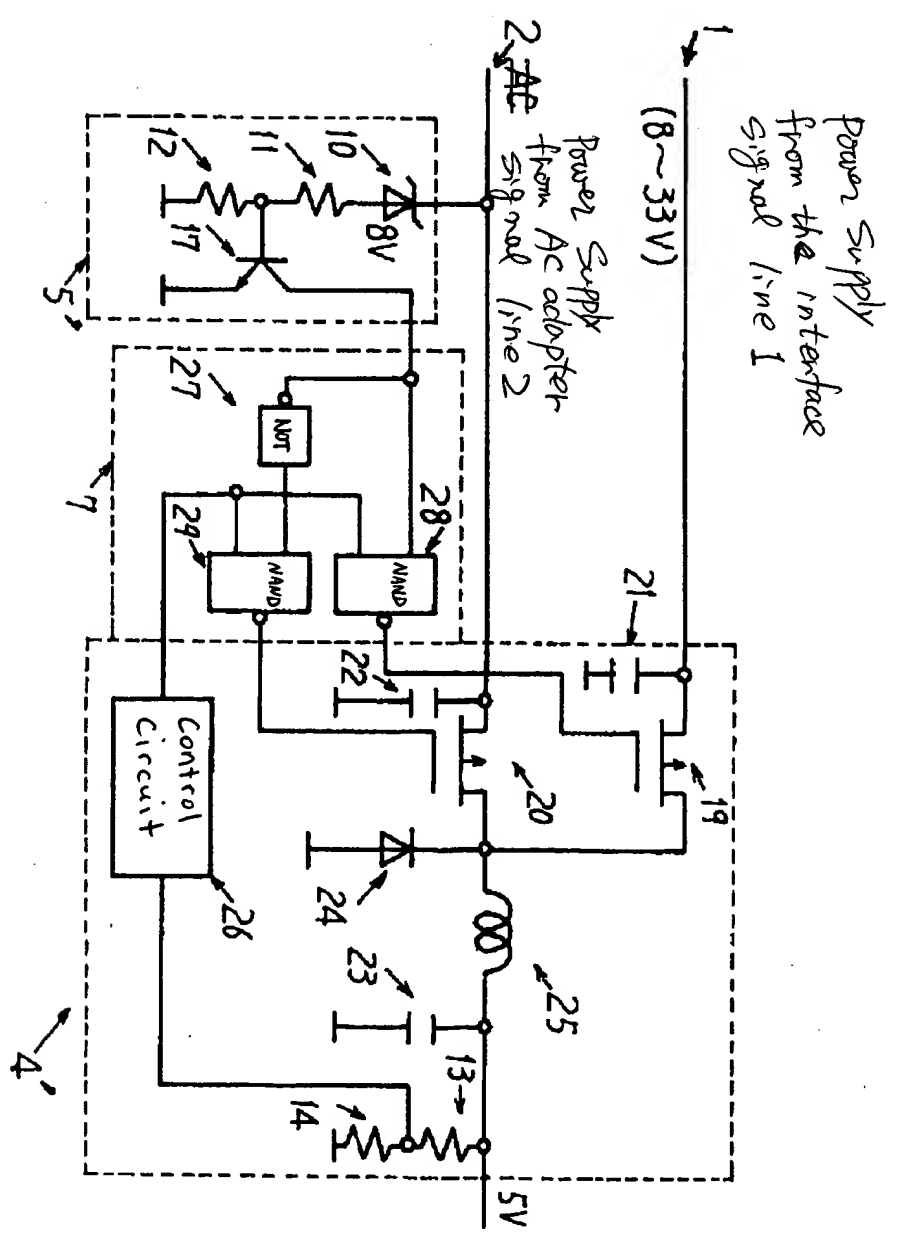 1
Power Supply
from the interface
signal line 1
(8~33V)
2 AC
Power Supply
from AC adapter
signal line 2
10
8V
11
12
17
5'
27
NOT
28
NAND
29
NAND
7
21
19
22
20
24
25
23
13
14
Control
Circuit
26
4'
5V